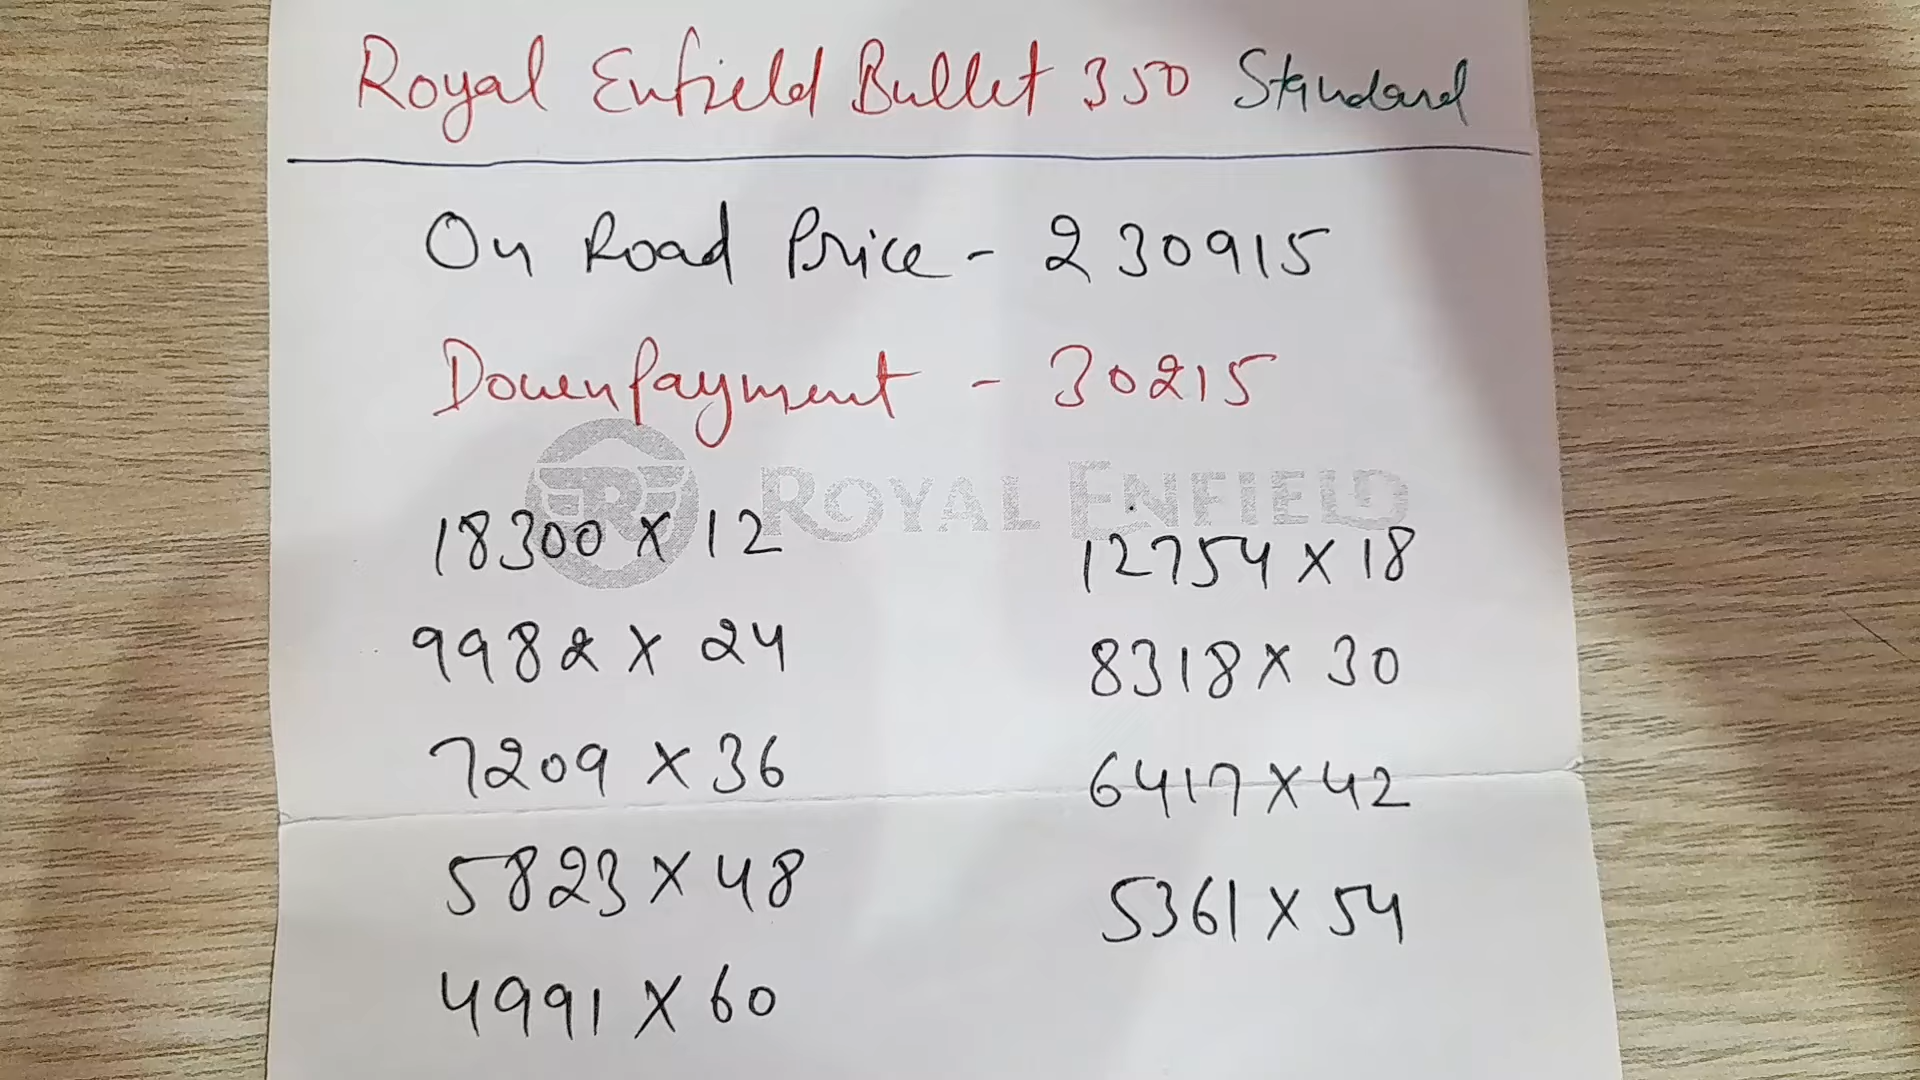 Royal Enfield Bullet 350 Standard
On Road Price - 230915
Downpayment - 30215
ROYAL ENFIELD
18300 X 12
12754 X 18
9982 X 24
8318 X 30
7209 X 36
6417 X 42
5823 X 48
5361 X 54
4991 X 60